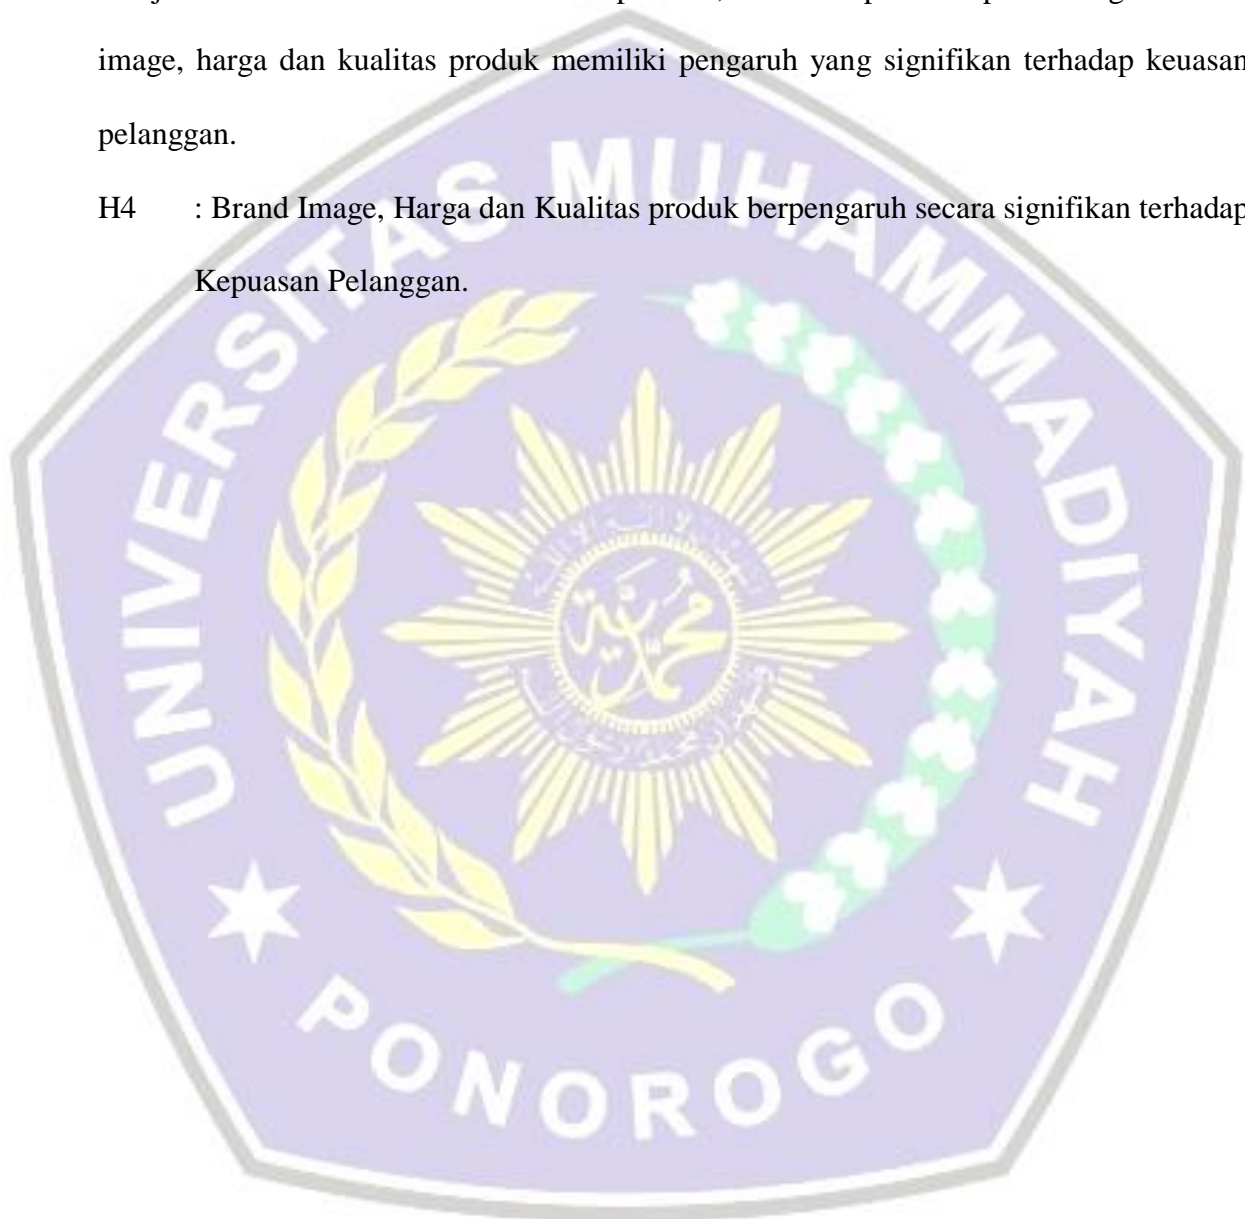 image, harga dan kualitas produk memiliki pengaruh yang signifikan terhadap keuasan
pelanggan.
H4 : Brand Image, Harga dan Kualitas produk berpengaruh secara signifikan terhadap
Kepuasan Pelanggan.
UNIVERSITAS MUHAMMADIYAH
PONOROGO